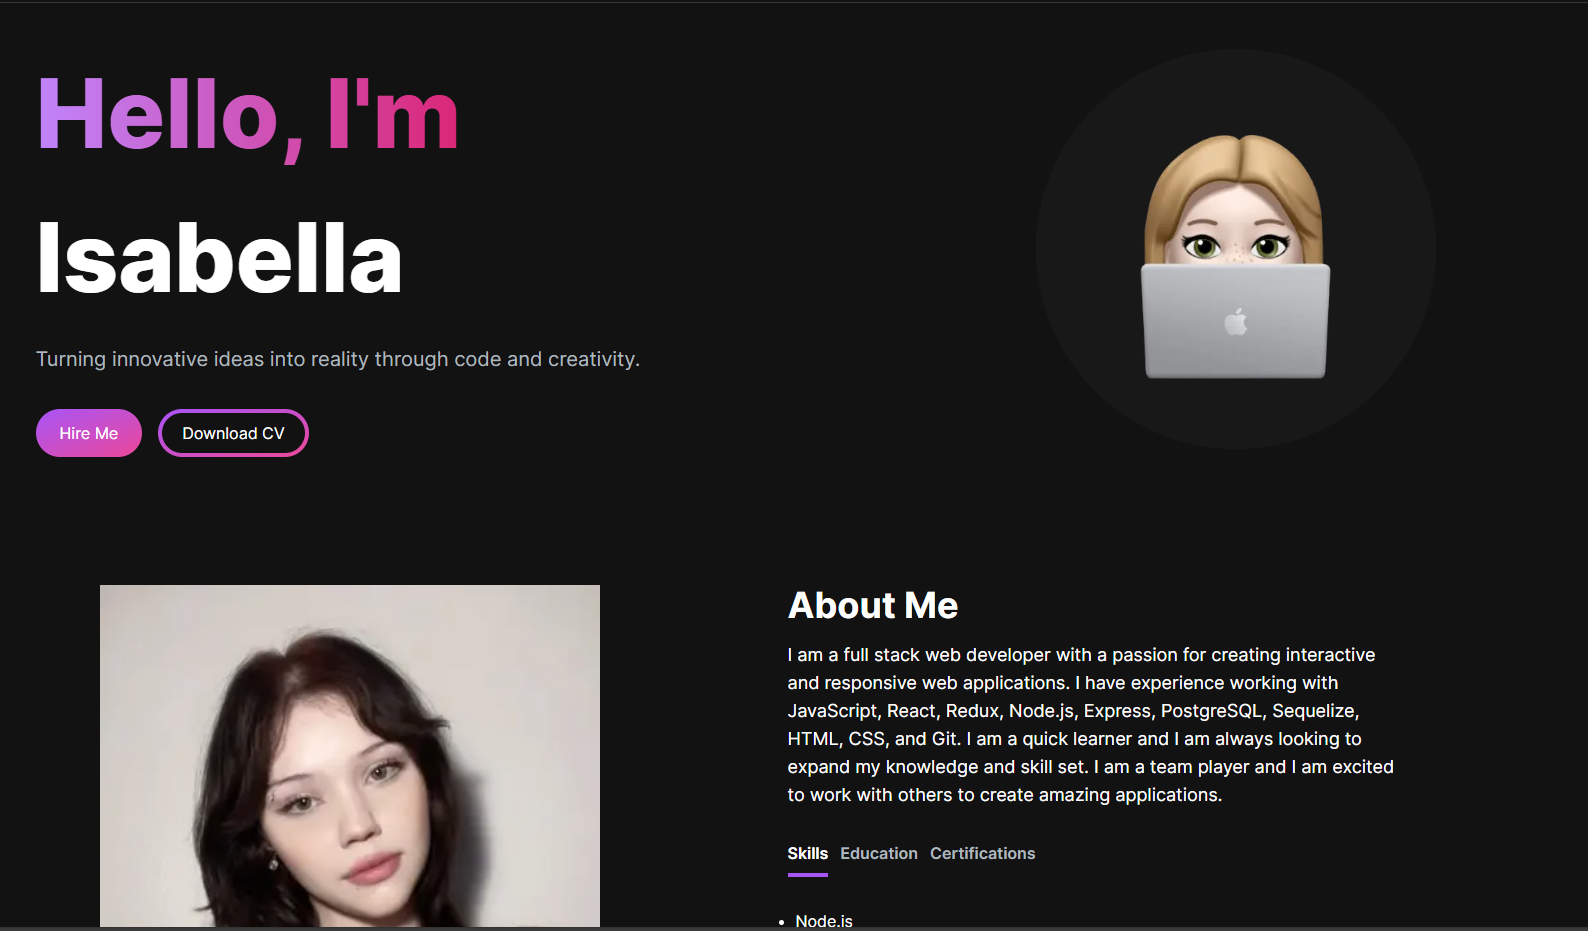 Hello, I'm
Isabella
Turning innovative ideas into reality through code and creativity.
Hire Me
Download CV
About Me
I am a full stack web developer with a passion for creating interactive
and responsive web applications. I have experience working with
JavaScript, React, Redux, Node.js, Express, PostgreSQL, Sequelize,
HTML, CSS, and Git. I am a quick learner and I am always looking to
expand my knowledge and skill set. I am a team player and I am excited
to work with others to create amazing applications.
Skills Education Certifications
Node.js